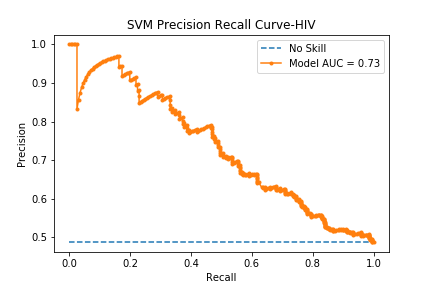 SVM Precision Recall Curve-HIV
No Skill
Model AUC = 0.73
1.0
0.9
0.8
0.7
0.6
0.5
Precision
0.0
0.2
0.4
0.6
0.8
1.0
Recall